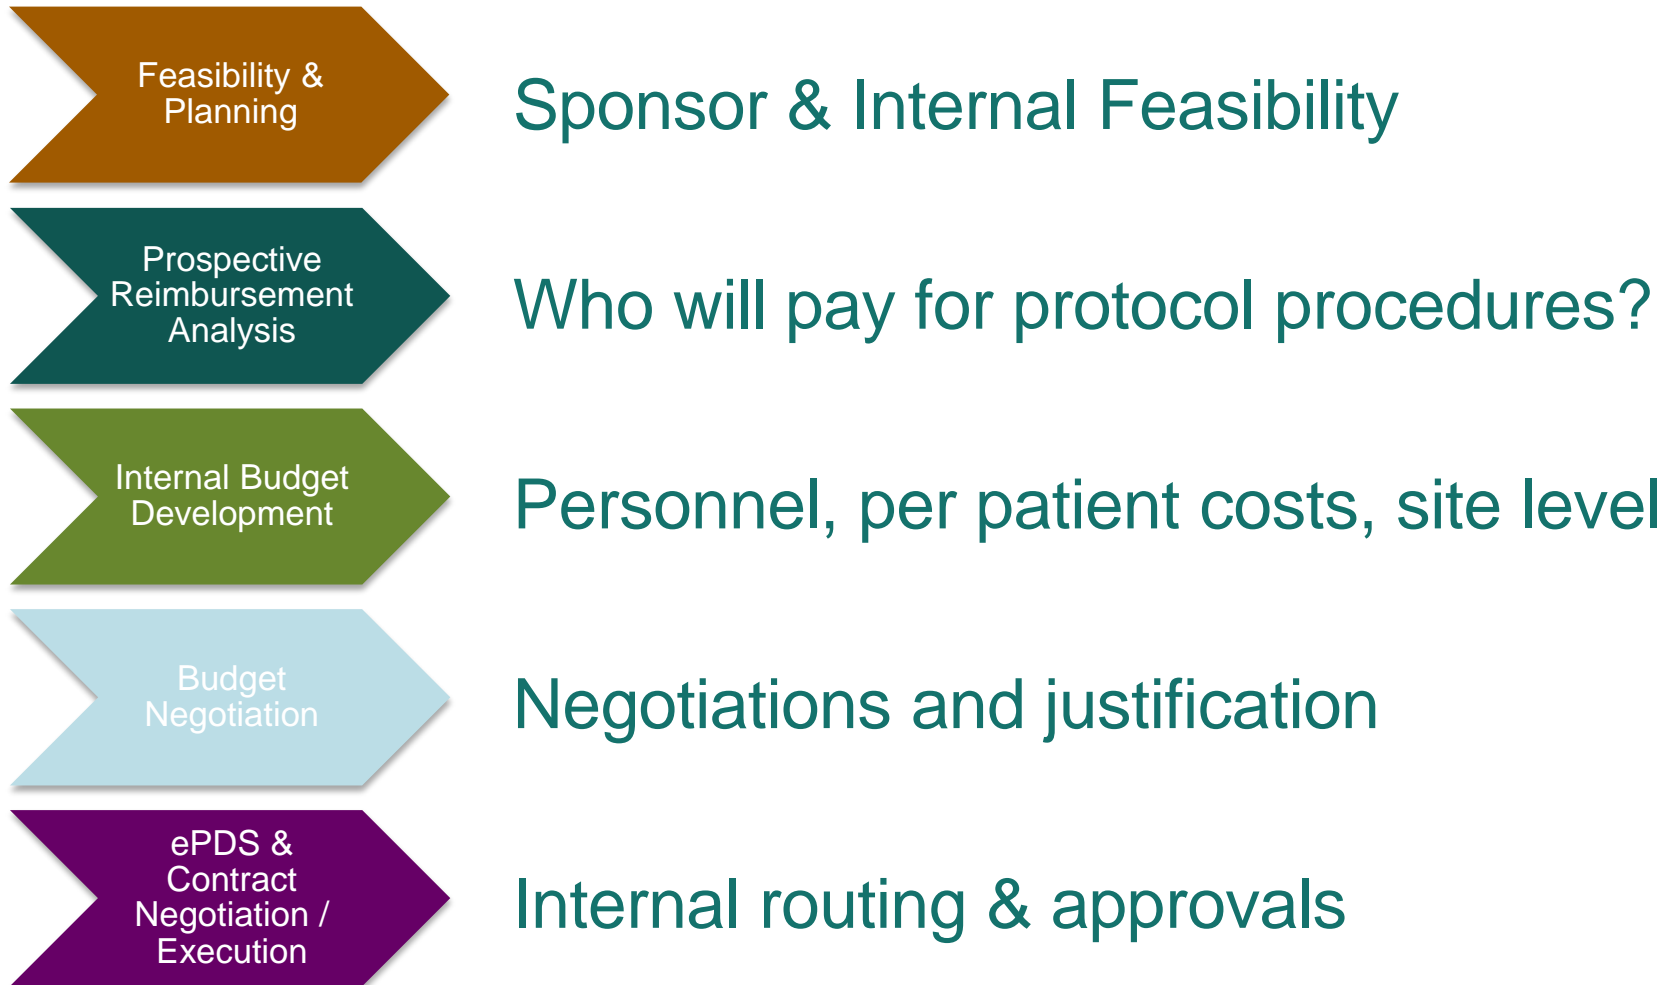 Feasibility &
Planning
Sponsor & Internal Feasibility
Prospective
Reimbursement
Analysis
Who will pay for protocol procedures?
Internal Budget
Development
Personnel, per patient costs, site level
Budget
Negotiation
Negotiations and justification
ePDS &
Contract
Negotiation /
Execution
Internal routing & approvals